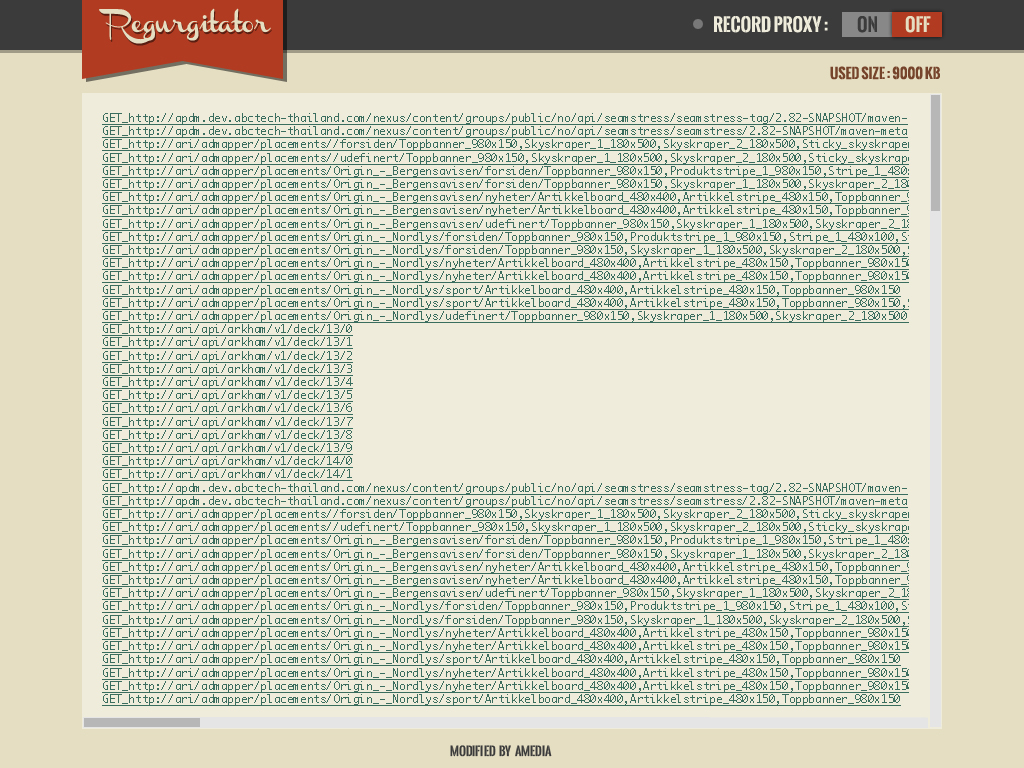 Regurgitator
RECORD PROXY: ON OFF
USED SIZE : 9000 KB
GET_http://apdm.dev.abctech-thailand.com/nexus/content/groups/public/no/api/seamstress/seamstress-tag/2.82-SNAPSHOT/maven-
GET_http://apdm.dev.abctech-thailand.com/nexus/content/groups/public/no/api/seamstress/seamstress/2.82-SNAPSHOT/maven-meta
GET_http://ari/admapper/placements//forsiden/Toppbanner_980x150,Skyskraper_1_180x500,Skyskraper_2_180x500,Sticky_skyskraper
GET_http://ari/admapper/placements//udefinert/Toppbanner_980x150,Skyskraper_1_180x500,Skyskraper_2_180x500,Sticky_skyskrap
GET_http://ari/admapper/placements/Origin_-_Bergensavisen/forsiden/Toppbanner_980x150,Produktstripe_1_980x150,Stripe_1_480
GET_http://ari/admapper/placements/Origin_-_Bergensavisen/forsiden/Toppbanner_980x150,Skyskraper_1_180x500,Skyskraper_2_18
GET_http://ari/admapper/placements/Origin_-_Bergensavisen/nyheter/Artikkelboard_480x400,Artikkelstripe_480x150,Toppbanner_9
GET_http://ari/admapper/placements/Origin_-_Bergensavisen/nyheter/Artikkelboard_480x400,Artikkelstripe_480x150,Toppbanner_9
GET_http://ari/admapper/placements/Origin_-_Bergensavisen/udefinert/Toppbanner_980x150,Skyskraper_1_180x500,Skyskraper_2_18
GET_http://ari/admapper/placements/Origin_-_Nordlys/forsiden/Toppbanner_980x150,Produktstripe_1_980x150,Stripe_1_480x100,S
GET_http://ari/admapper/placements/Origin_-_Nordlys/forsiden/Toppbanner_980x150,Skyskraper_1_180x500,Skyskraper_2_180x500,
GET_http://ari/admapper/placements/Origin_-_Nordlys/nyheter/Artikkelboard_480x400,Artikkelstripe_480x150,Toppbanner_980x150
GET_http://ari/admapper/placements/Origin_-_Nordlys/nyheter/Artikkelboard_480x400,Artikkelstripe_480x150,Toppbanner_980x150
GET_http://ari/admapper/placements/Origin_-_Nordlys/sport/Artikkelboard_480x400,Artikkelstripe_480x150,Toppbanner_980x150
GET_http://ari/admapper/placements/Origin_-_Nordlys/sport/Artikkelboard_480x400,Artikkelstripe_480x150,Toppbanner_980x150,
GET_http://ari/admapper/placements/Origin_-_Nordlys/udefinert/Toppbanner_980x150,Skyskraper_1_180x500,Skyskraper_2_180x500
GET_http://ari/api/arkham/v1/deck/13/0
GET_http://ari/api/arkham/v1/deck/13/1
GET_http://ari/api/arkham/v1/deck/13/2
GET_http://ari/api/arkham/v1/deck/13/3
GET_http://ari/api/arkham/v1/deck/13/4
GET_http://ari/api/arkham/v1/deck/13/5
GET_http://ari/api/arkham/v1/deck/13/6
GET_http://ari/api/arkham/v1/deck/13/7
GET_http://ari/api/arkham/v1/deck/13/8
GET_http://ari/api/arkham/v1/deck/13/9
GET_http://ari/api/arkham/v1/deck/14/0
GET_http://ari/api/arkham/v1/deck/14/1
GET_http://apdm.dev.abctech-thailand.com/nexus/content/groups/public/no/api/seamstress/seamstress-tag/2.82-SNAPSHOT/maven-
GET_http://apdm.dev.abctech-thailand.com/nexus/content/groups/public/no/api/seamstress/seamstress/2.82-SNAPSHOT/maven-meta
GET_http://ari/admapper/placements//forsiden/Toppbanner_980x150,Skyskraper_1_180x500,Skyskraper_2_180x500,Sticky_skyskrape
GET_http://ari/admapper/placements//udefinert/Toppbanner_980x150,Skyskraper_1_180x500,Skyskraper_2_180x500,Sticky_skyskrap
GET_http://ari/admapper/placements/Origin_-_Bergensavisen/forsiden/Toppbanner_980x150,Produktstripe_1_980x150,Stripe_1_480
GET_http://ari/admapper/placements/Origin_-_Bergensavisen/forsiden/Toppbanner_980x150,Skyskraper_1_180x500,Skyskraper_2_18
GET_http://ari/admapper/placements/Origin_-_Bergensavisen/nyheter/Artikkelboard_480x400,Artikkelstripe_480x150,Toppbanner_9
GET_http://ari/admapper/placements/Origin_-_Bergensavisen/nyheter/Artikkelboard_480x400,Artikkelstripe_480x150,Toppbanner_9
GET_http://ari/admapper/placements/Origin_-_Bergensavisen/udefinert/Toppbanner_980x150,Skyskraper_1_180x500,Skyskraper_2_18
GET_http://ari/admapper/placements/Origin_-_Nordlys/forsiden/Toppbanner_980x150,Produktstripe_1_980x150,Stripe_1_480x100,S
GET_http://ari/admapper/placements/Origin_-_Nordlys/forsiden/Toppbanner_980x150,Skyskraper_1_180x500,Skyskraper_2_180x500,
GET_http://ari/admapper/placements/Origin_-_Nordlys/nyheter/Artikkelboard_480x400,Artikkelstripe_480x150,Toppbanner_980x150
GET_http://ari/admapper/placements/Origin_-_Nordlys/nyheter/Artikkelboard_480x400,Artikkelstripe_480x150,Toppbanner_980x150
GET_http://ari/admapper/placements/Origin_-_Nordlys/sport/Artikkelboard_480x400,Artikkelstripe_480x150,Toppbanner_980x150
GET_http://ari/admapper/placements/Origin_-_Nordlys/nyheter/Artikkelboard_480x400,Artikkelstripe_480x150,Toppbanner_980x150
GET_http://ari/admapper/placements/Origin_-_Nordlys/nyheter/Artikkelboard_480x400,Artikkelstripe_480x150,Toppbanner_980x150
GET_http://ari/admapper/placements/Origin_-_Nordlys/sport/Artikkelboard_480x400,Artikkelstripe_480x150,Toppbanner_980x150
MODIFIED BY AMEDIA